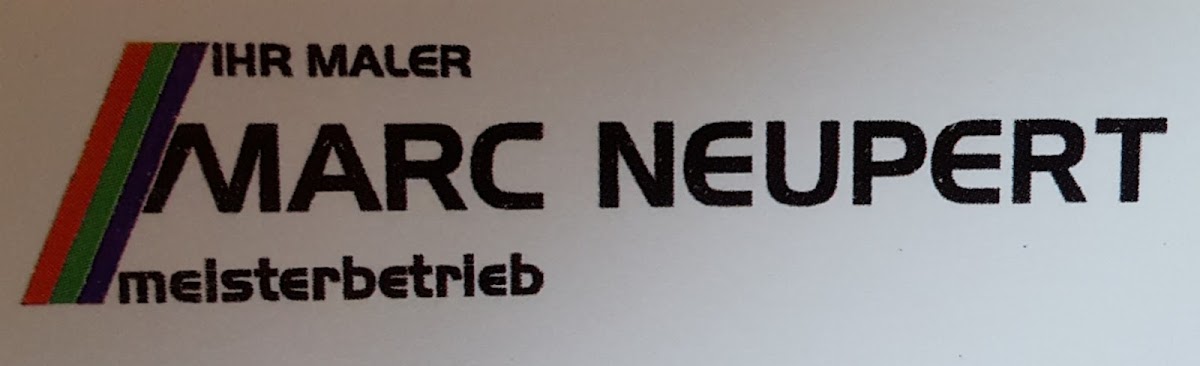 IHR MALER
MARC NEUPERT
meisterbetrieb